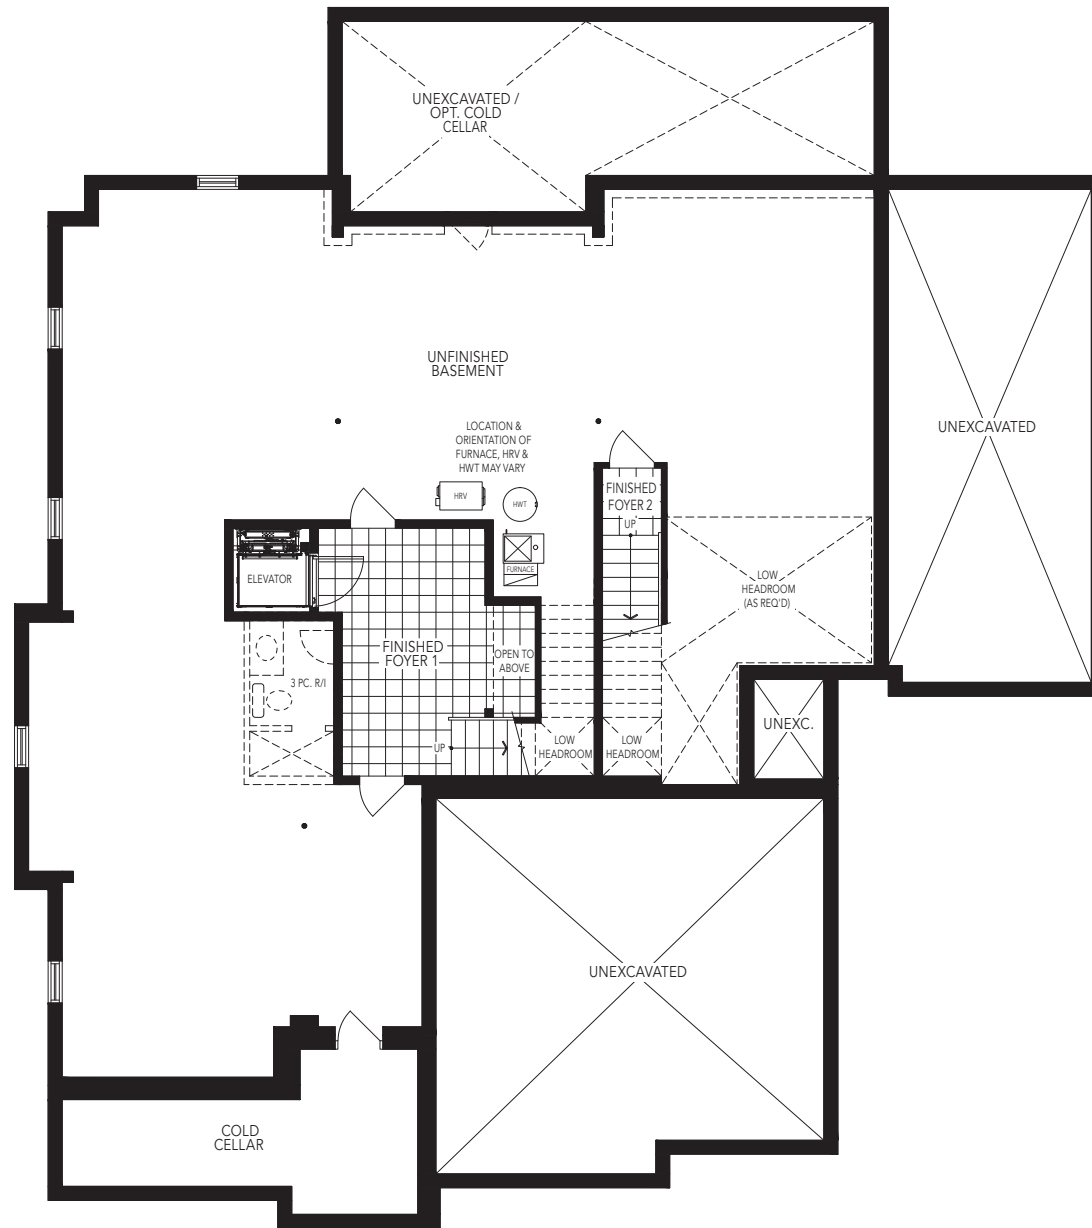 UNEXCAVATED /
OPT. COLD
CELLAR
UNFINISHED
BASEMENT
UNEXCAVATED
LOCATION &
ORIENTATION OF
FURNACE, HRV &
HWT MAY VARY
HRV
HWT
FURNACE
FINISHED
FOYER 2
UP
ELEVATOR
LOW
HEADROOM
(AS REQ'D)
FINISHED
FOYER 1
OPEN TO
ABOVE
3 PC. R/I
UP
LOW
HEADROOM
LOW
HEADROOM
UNEXC.
UNEXCAVATED
COLD
CELLAR